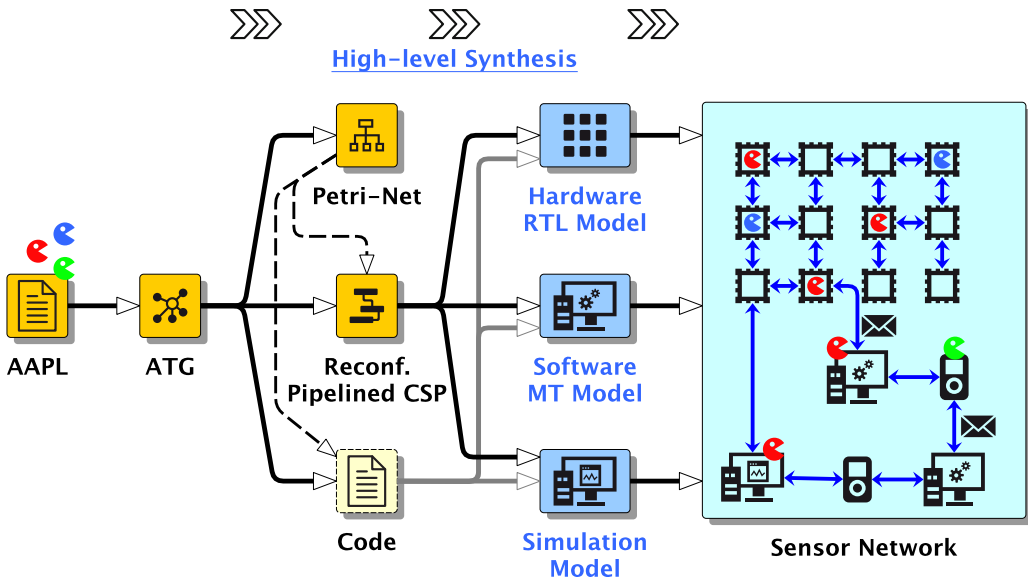 High-level Synthesis
Petri-Net
Hardware
RTL Model
AAPL
ATG
Reconf.
Pipelined CSP
Software
MT Model
Code
Simulation
Model
Sensor Network